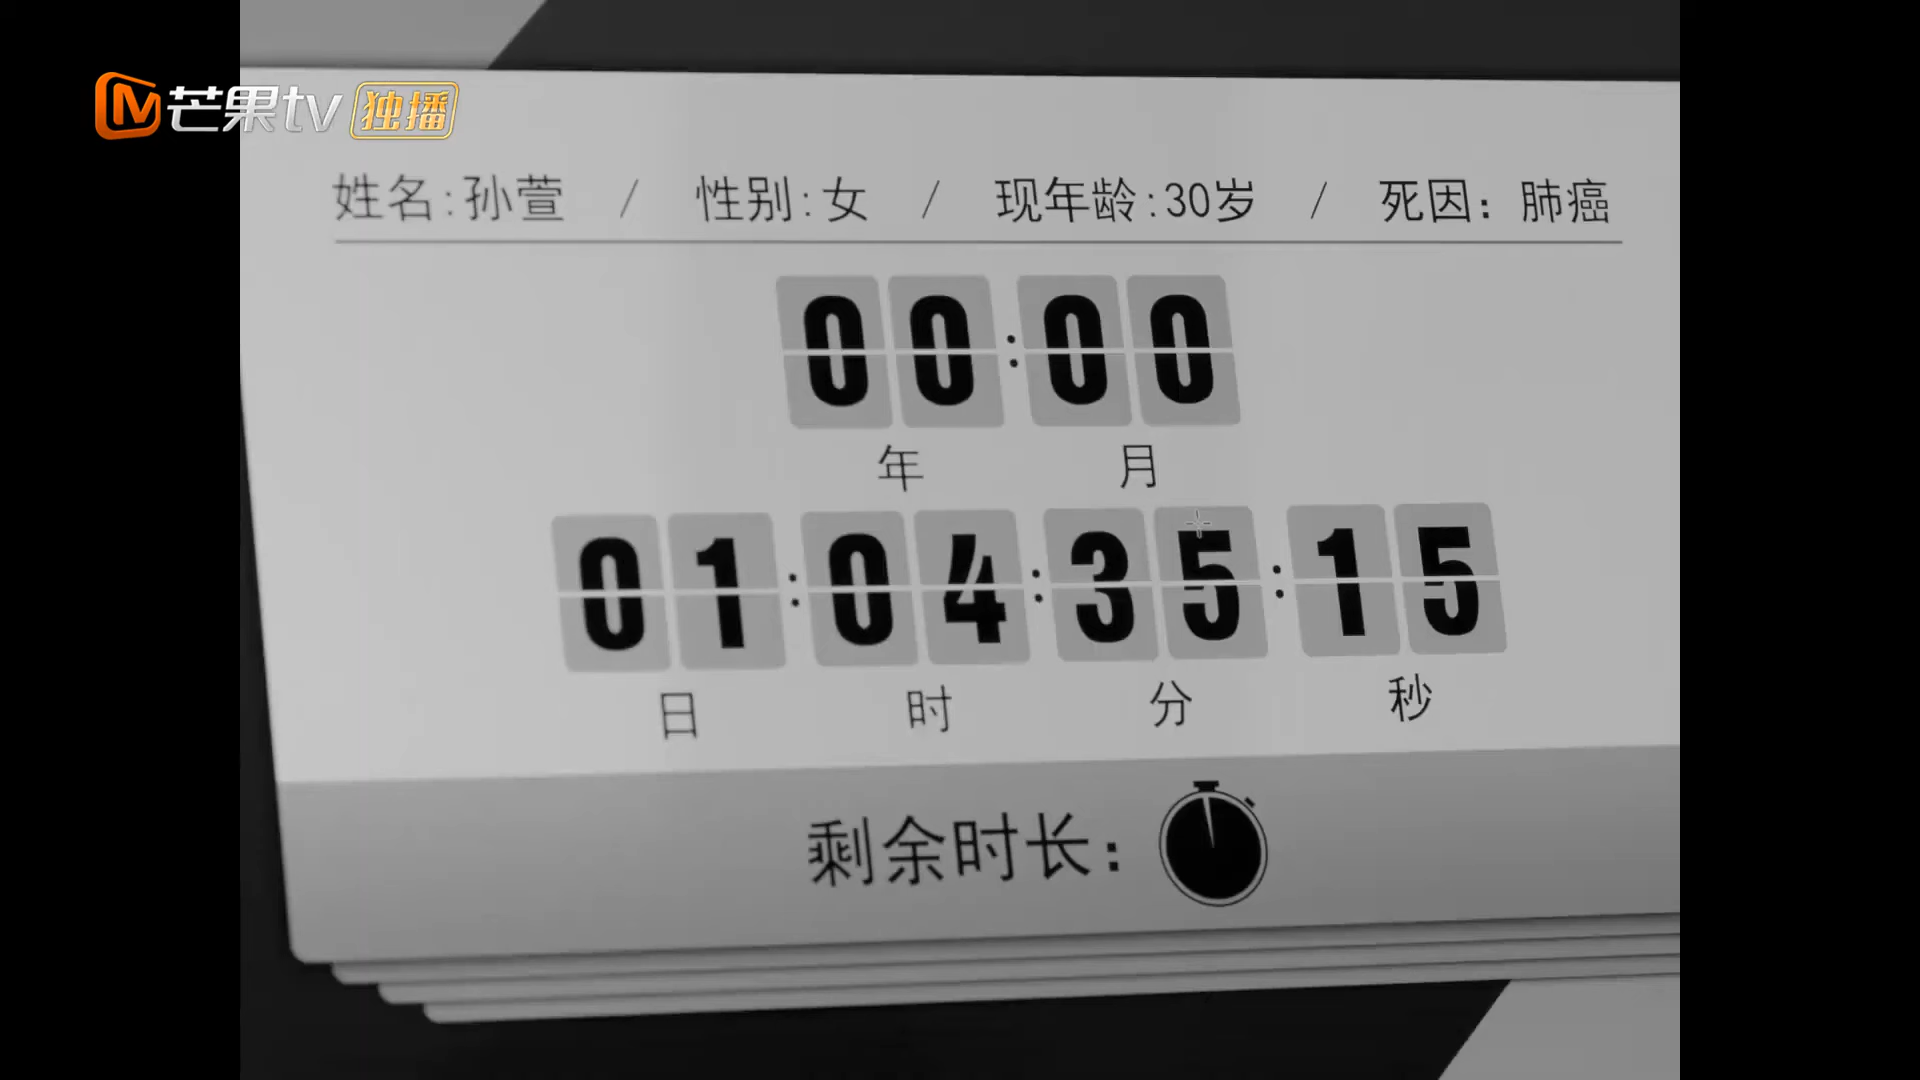 芒果tv 独播
姓名:孙萱 / 性别:女 / 现年龄:30岁 / 死因：肺癌
00:00
年 月
01:04:35:15
日 时 分 秒
剩余时长：